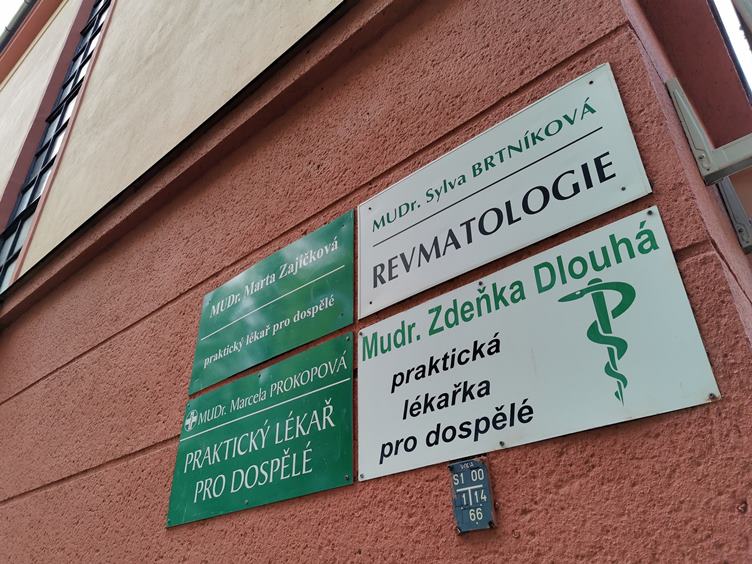 MUDr. Sylva BRTNÍKOVÁ
REVMATOLOGIE
MUDr. Marta Zajíčková
praktický lékař pro dospělé
Mudr. Zdeňka Dlouhá
praktická
lékařka
pro dospělé
MUDr. Marcela PROKOPOVÁ
PRAKTICKÝ LÉKAŘ
PRO DOSPĚLÉ
VODA
S1 00
1 14
66